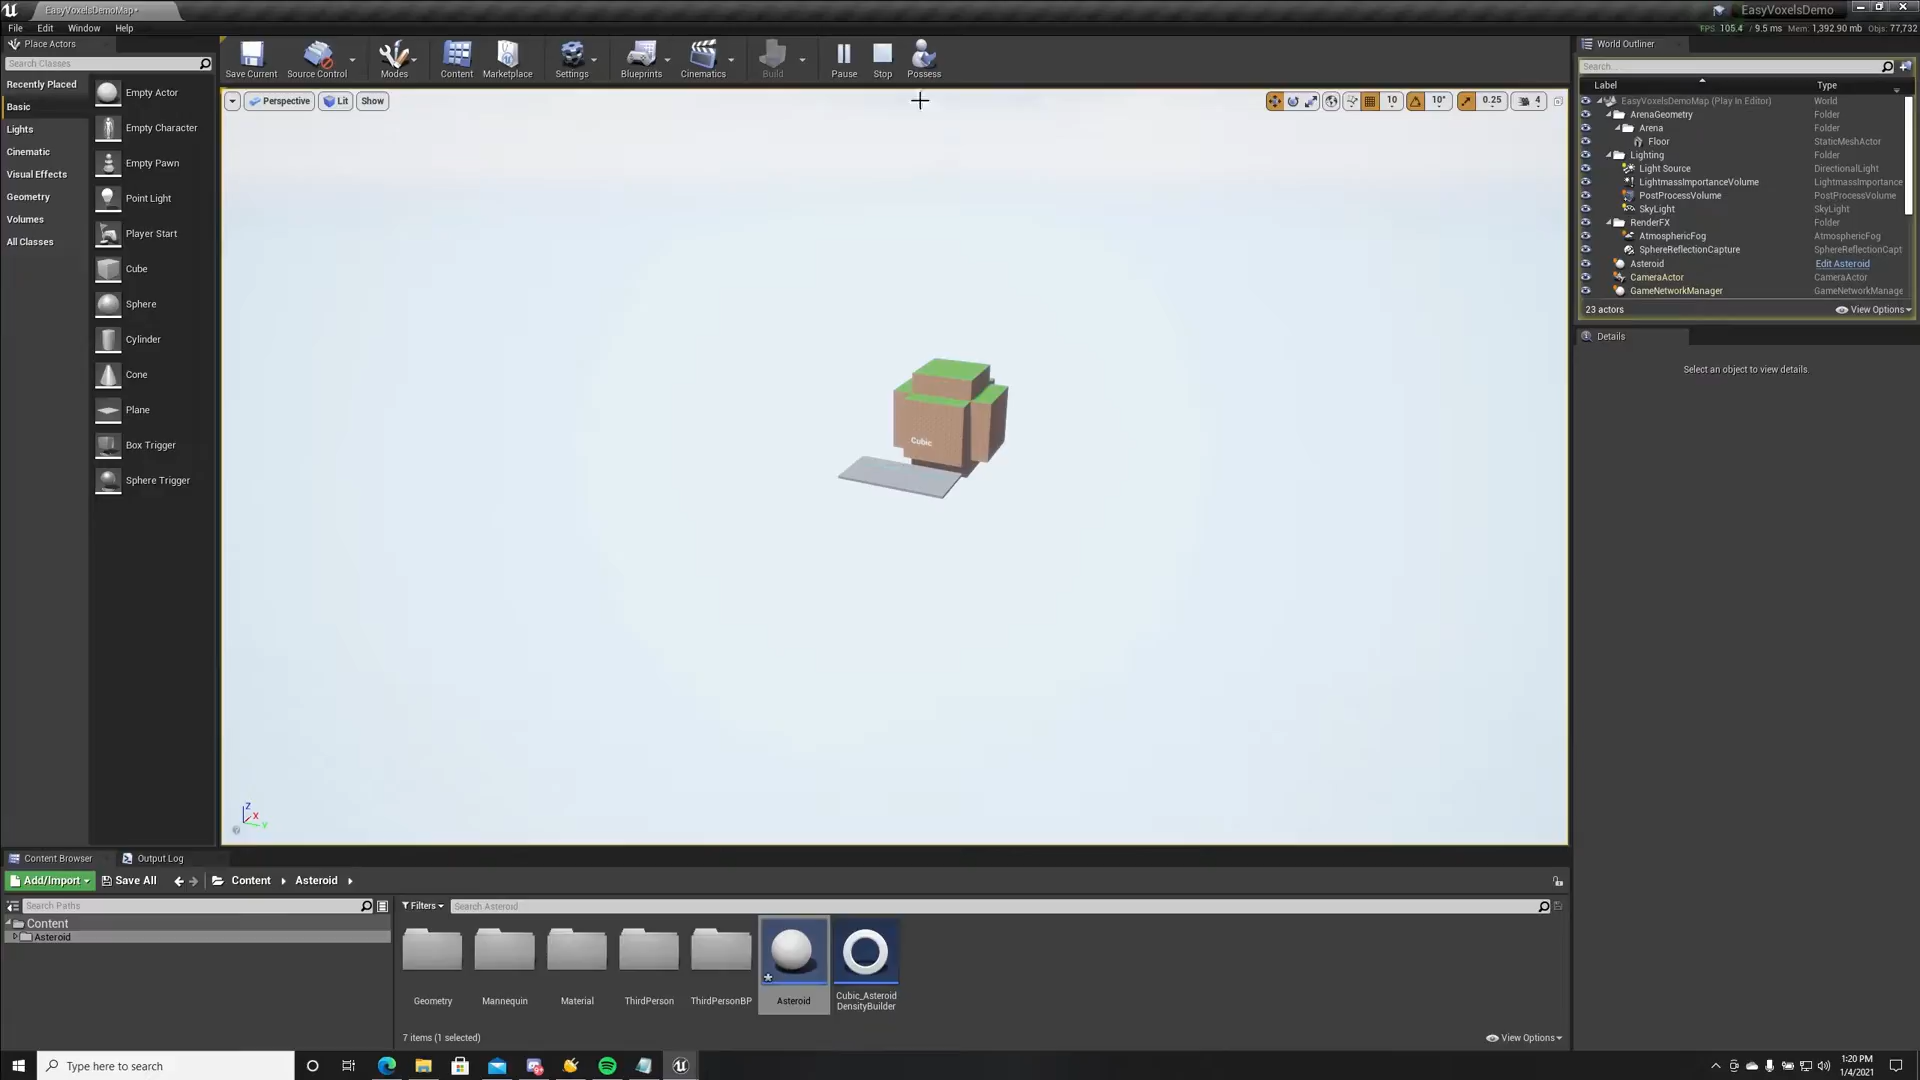 EasyVoxelsDemoMap*
EasyVoxelsDemo
File Edit Window Help
FPS 105.4 / 9.5 ms Mem: 1,392.90 mb Objs: 77,732
Place Actors
Search Classes
Recently Placed
Basic
Lights
Cinematic
Visual Effects
Geometry
Volumes
All Classes
Empty Actor
Empty Character
Empty Pawn
Point Light
Player Start
Cube
Sphere
Cylinder
Cone
Plane
Box Trigger
Sphere Trigger
Save Current Source Control Modes Content Marketplace Settings Blueprints Cinematics Build Pause Stop Possess
Perspective Lit Show
10 10° 0.25 4
Cubic
Z
X
Y
World Outliner
Search...
Label Type
EasyVoxelsDemoMap (Play In Editor) World
ArenaGeometry Folder
Arena Folder
Floor StaticMeshActor
Lighting Folder
Light Source DirectionalLight
LightmassImportanceVolume LightmassImportance
PostProcessVolume PostProcessVolume
SkyLight SkyLight
RenderFX Folder
AtmosphericFog AtmosphericFog
SphereReflectionCapture SphereReflectionCapt
Asteroid Edit Asteroid
CameraActor CameraActor
GameNetworkManager GameNetworkManage
23 actors View Options
Details
Select an object to view details.
Content Browser Output Log
Add/Import Save All Content Asteroid
Search Paths
Content
Asteroid
Filters Search Asteroid
Geometry Mannequin Material ThirdPerson ThirdPersonBP Asteroid Cubic_Asteroid
DensityBuilder
7 items (1 selected) View Options
Type here to search
1:20 PM
1/4/2021